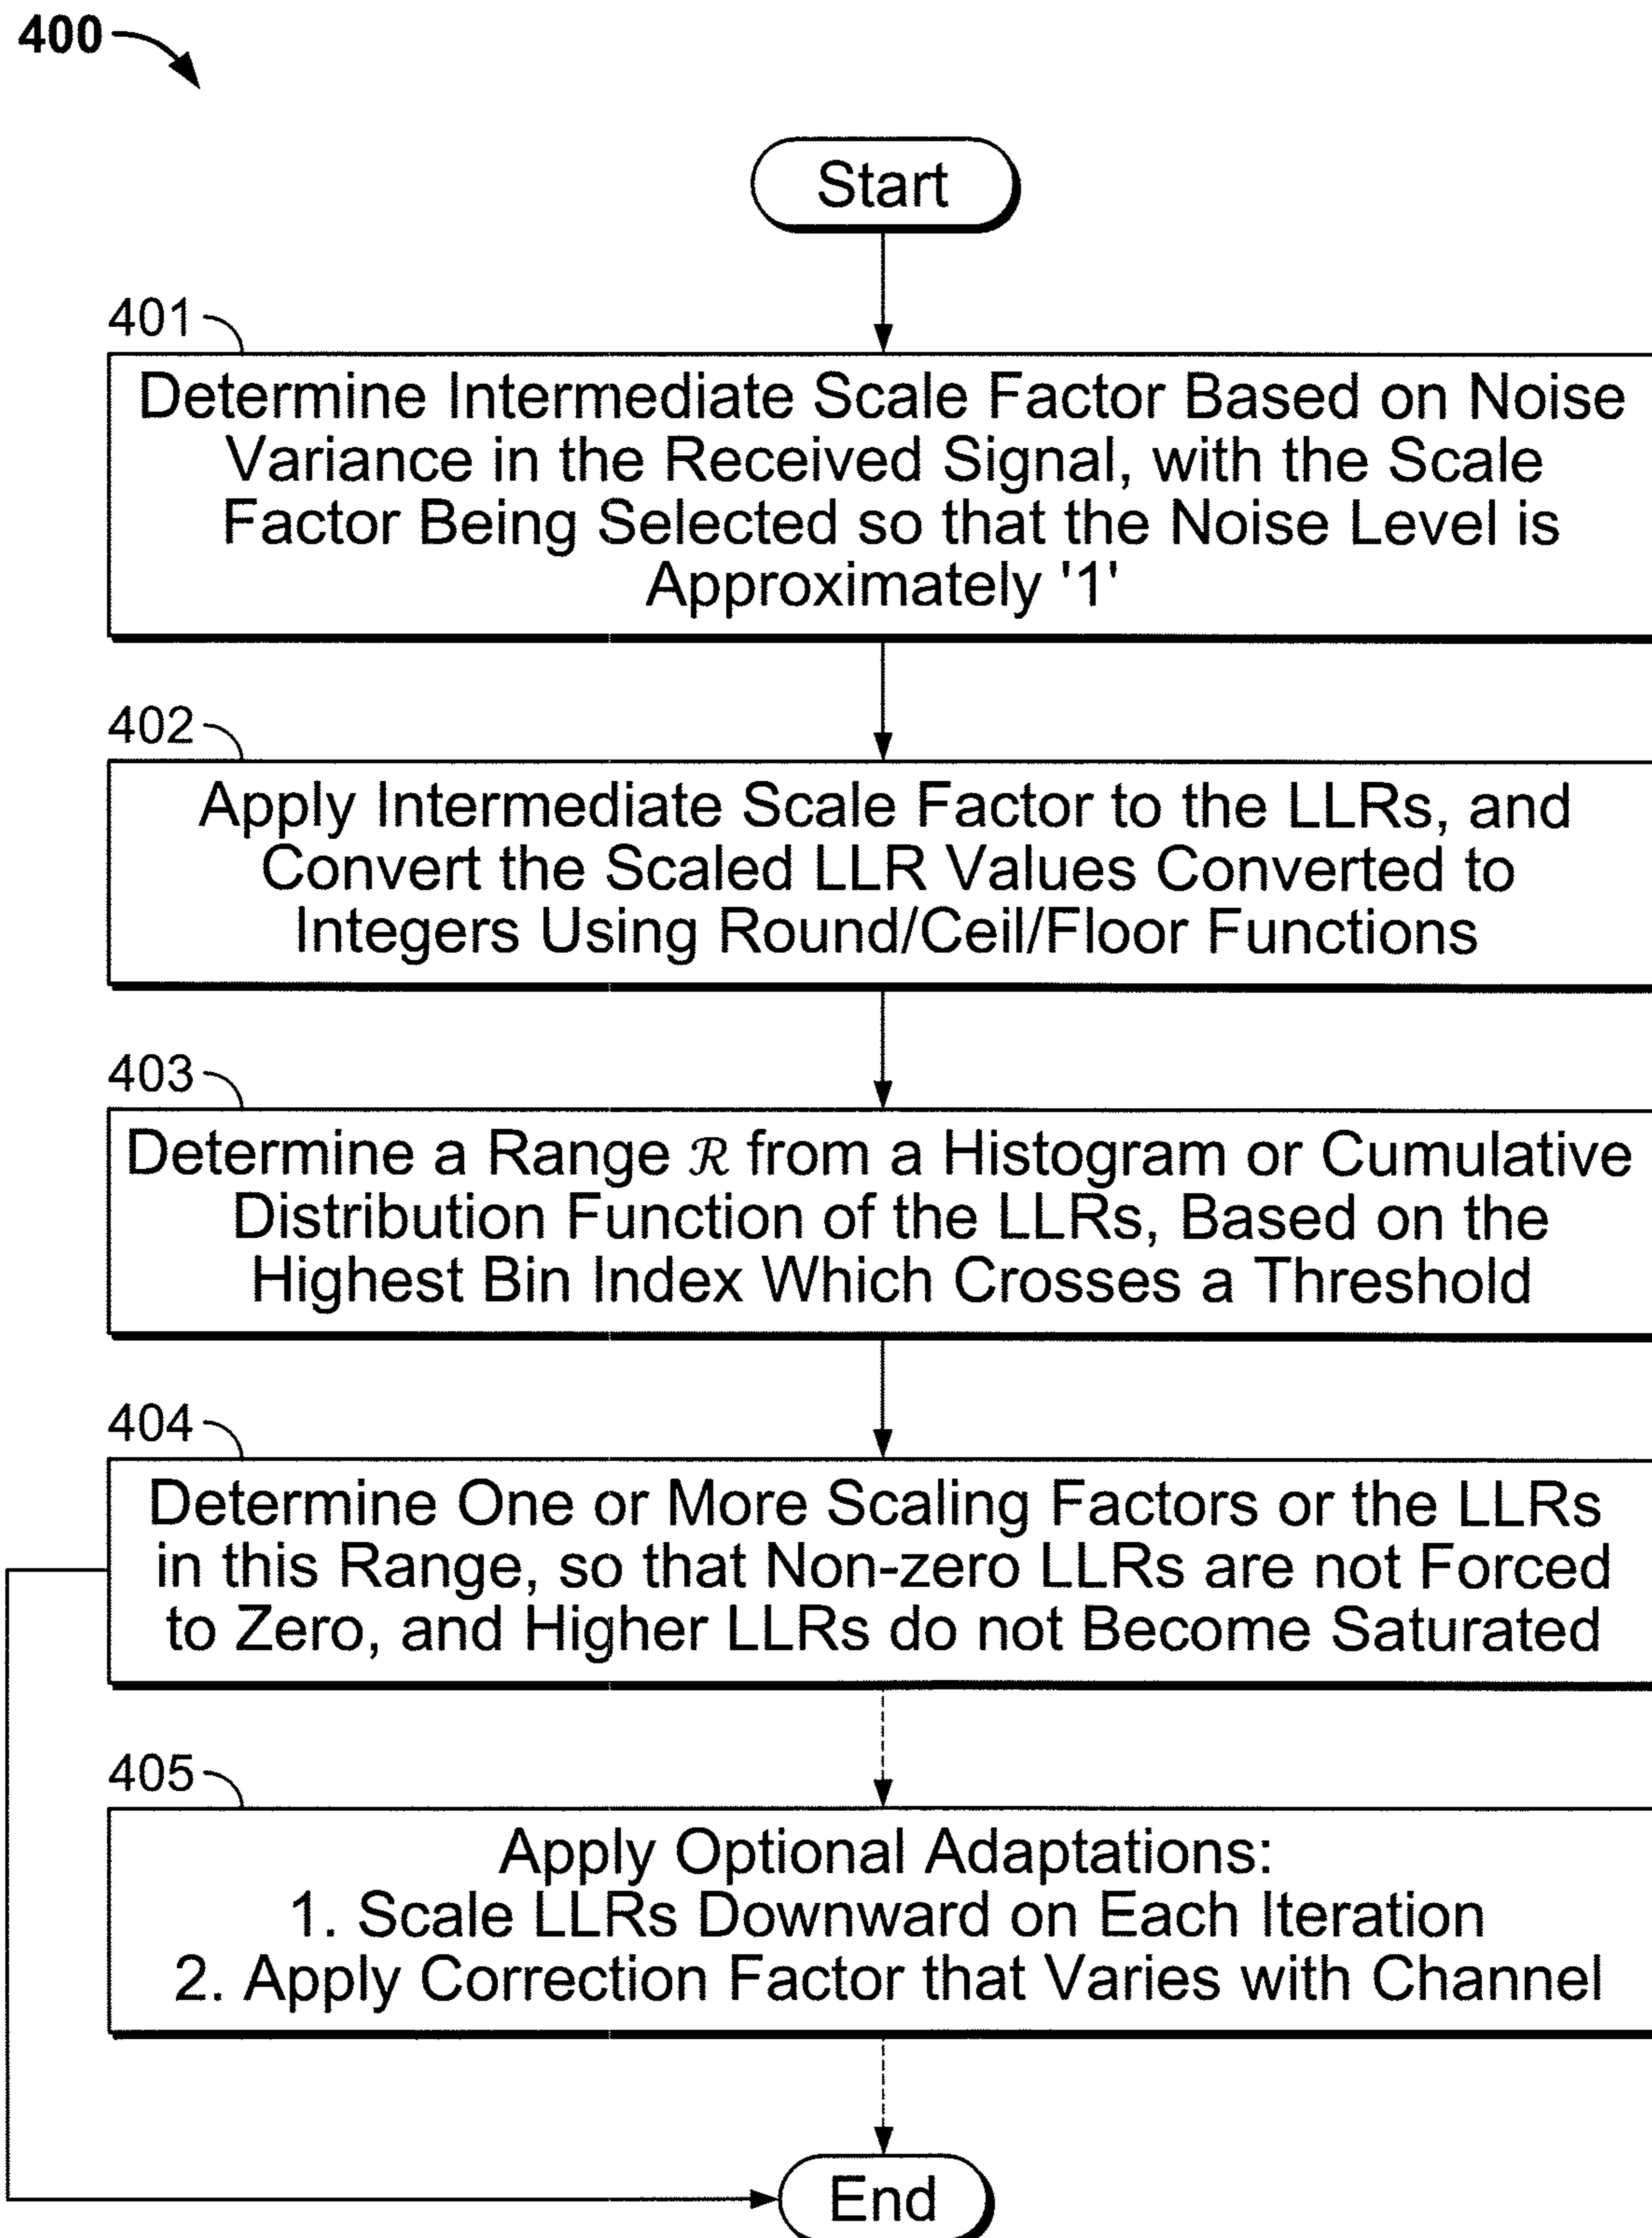 400
Start
401
Determine Intermediate Scale Factor Based on Noise
Variance in the Received Signal, with the Scale
Factor Being Selected so that the Noise Level is
Approximately '1'
402
Apply Intermediate Scale Factor to the LLRs, and
Convert the Scaled LLR Values Converted to
Integers Using Round/Ceil/Floor Functions
403
Determine a Range ℛ from a Histogram or Cumulative
Distribution Function of the LLRs, Based on the
Highest Bin Index Which Crosses a Threshold
404
Determine One or More Scaling Factors or the LLRs
in this Range, so that Non-zero LLRs are not Forced
to Zero, and Higher LLRs do not Become Saturated
405
Apply Optional Adaptations:
1. Scale LLRs Downward on Each Iteration
2. Apply Correction Factor that Varies with Channel
End